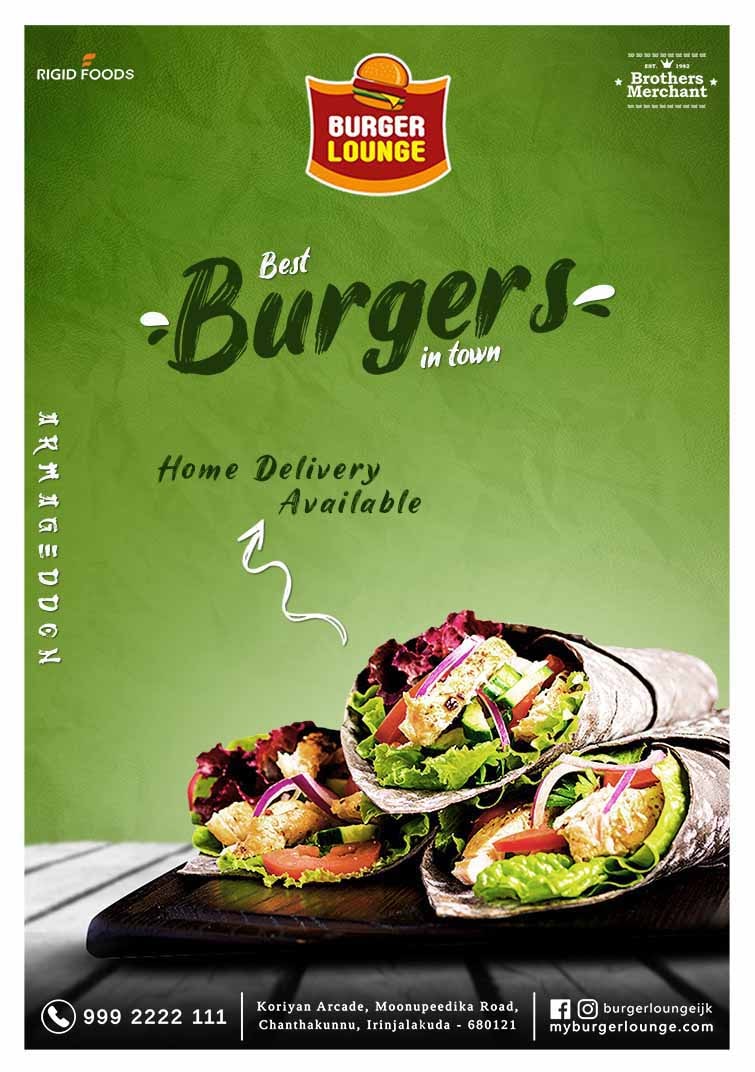 RIGID FOODS
BURGER
LOUNGE
EST. 1982
Brothers
Merchant
Best
Burgers
in town
ARMAGEDDON
Home Delivery
Available
999 2222 111
Koriyan Arcade, Moonupeedika Road,
Chanthakunnu, Irinjalakuda - 680121
burgerloungeijk
myburgerlounge.com